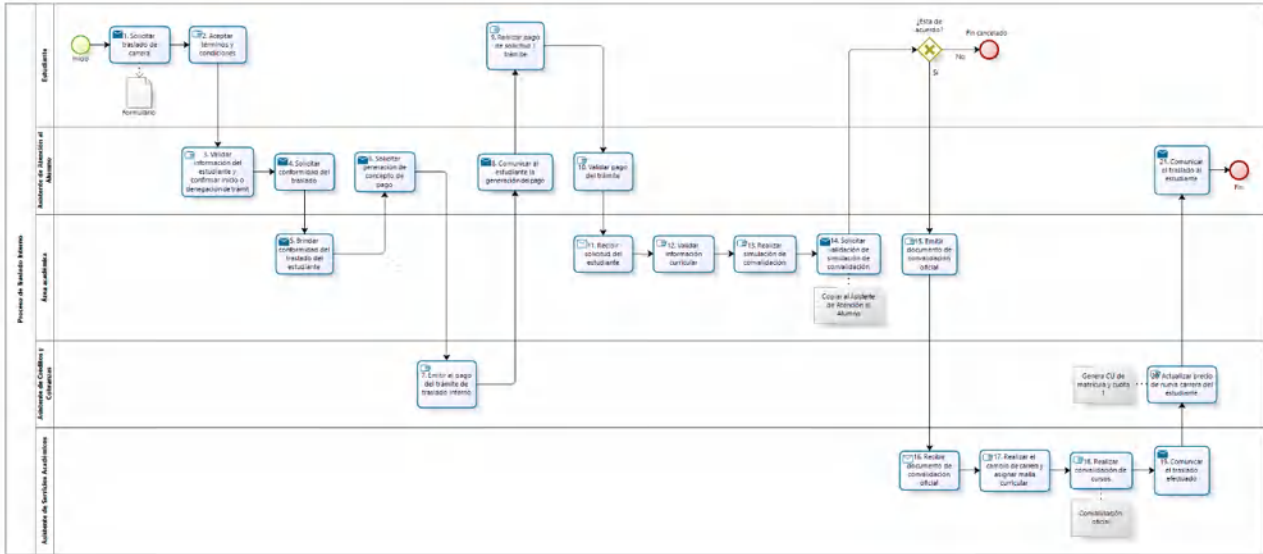 Proceso de Traslado Interno
Estudiante
Inicio
1. Solicitar
traslado de
carrera
Formulario
2. Aceptar
términos y
condiciones
9. Realizar pago
de solicitud /
trámite
¿Está de
acuerdo?
No
Sí
Fin cancelado
Asistente de Atención al
Alumno
3. Validar
información del
estudiante y
confirmar inicio o
denegación de trámit
4. Solicitar
conformidad del
traslado
6. Solicitar
generación de
concepto de
pago
8. Comunicar al
estudiante la
generación del pago
10. Validar pago
del trámite
21. Comunicar
el traslado al
estudiante
Fin
Área académica
5. Brindar
conformidad del
traslado del
estudiante
11. Recibir
solicitud del
estudiante
12. Validar
información
curricular
13. Realizar
simulación de
convalidación
14. Solicitar
validación de
simulación de
convalidación
Copiar al Asistente
de Atención al
Alumno
15. Emitir
documento de
convalidación
oficial
Asistente de Créditos y
Cobranzas
7. Emitir el pago
del trámite de
traslado interno
Genera CU de
matrícula y cuota
1
20. Actualizar precio
de nueva carrera del
estudiante
Asistente de Servicios Académicos
16. Recibe
documento de
convalidación
oficial
17. Realizar el
cambio de carrera y
asignar malla
curricular
18. Realizar
convalidación de
cursos
Convalidación
oficial
19. Comunicar
el traslado
efectuado